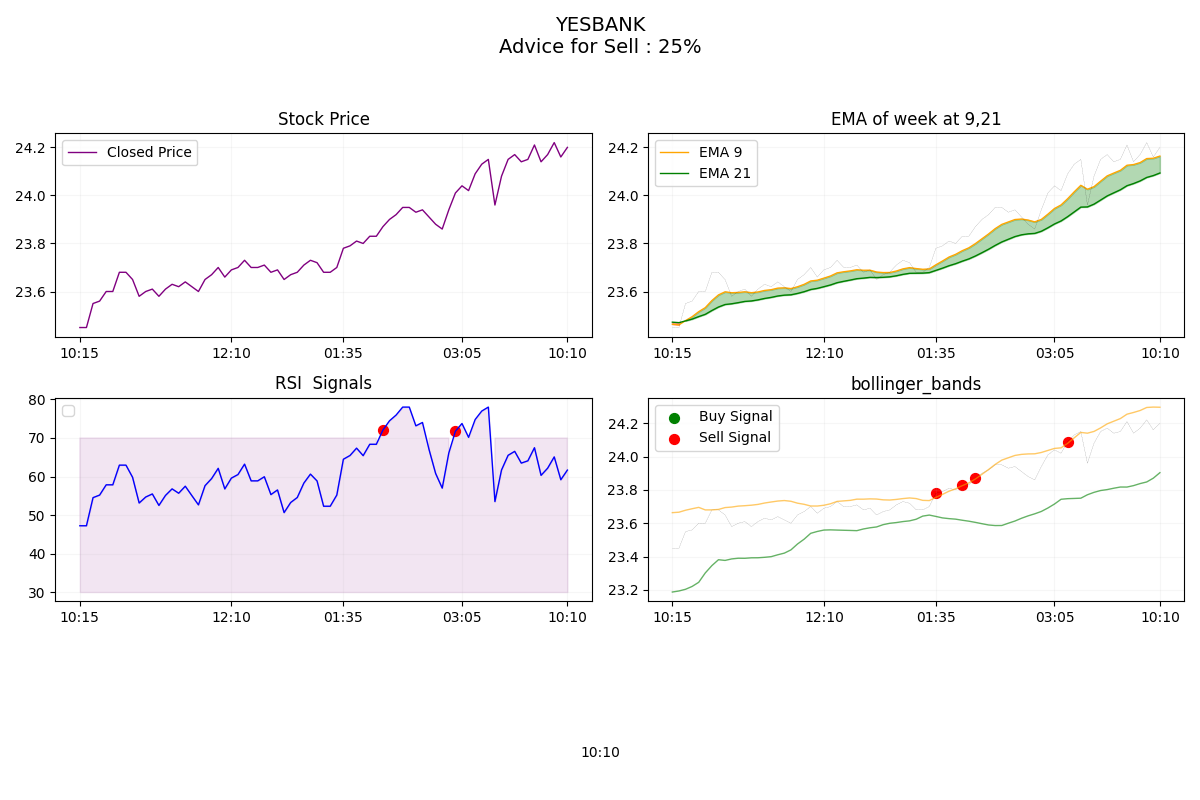 YESBANK
Advice for Sell : 25%
Stock Price
Closed Price
24.2
24.0
23.8
23.6
10:15 12:10 01:35 03:05 10:10
EMA of week at 9,21
EMA 9
EMA 21
24.2
24.0
23.8
23.6
10:15 12:10 01:35 03:05 10:10
RSI  Signals
80
70
60
50
40
30
10:15 12:10 01:35 03:05 10:10
bollinger_bands
Buy Signal
Sell Signal
24.2
24.0
23.8
23.6
23.4
23.2
10:15 12:10 01:35 03:05 10:10
10:10